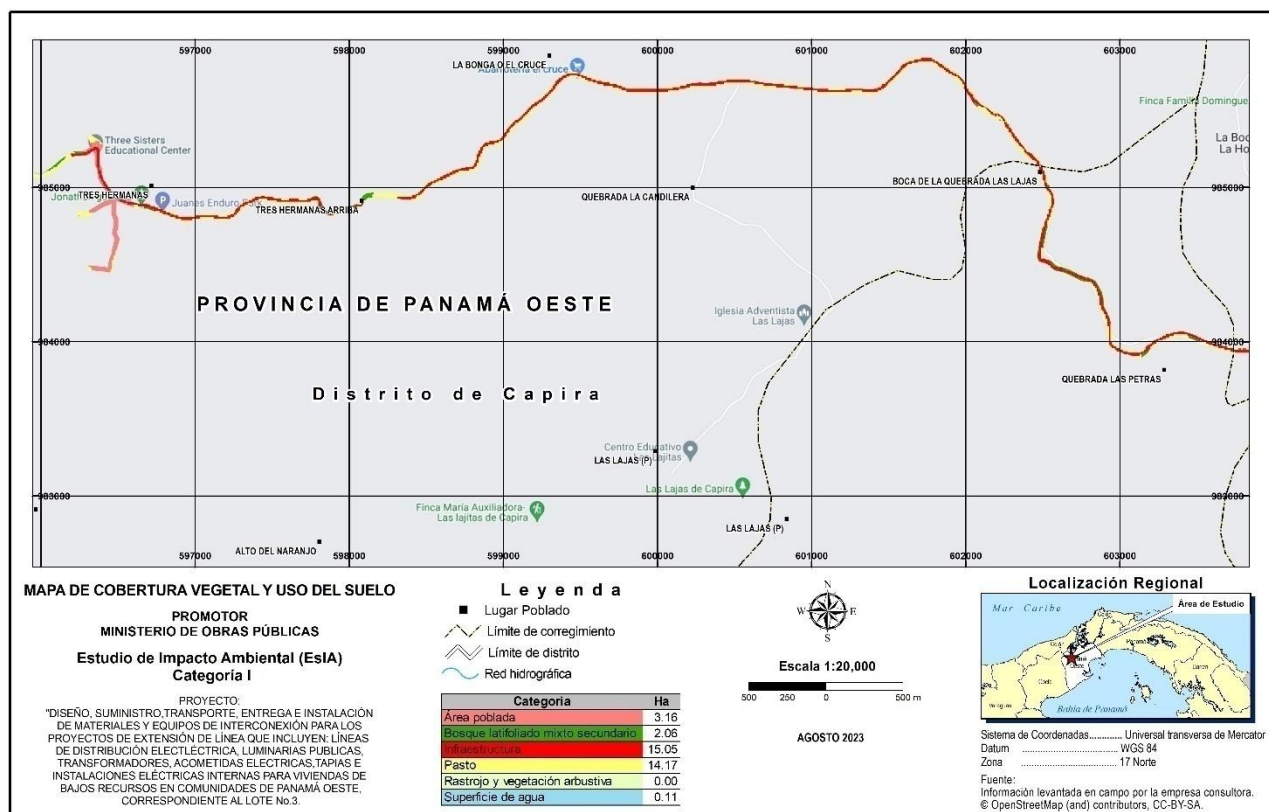 597000 598000 599000 600000 601000 602000 603000
LA BONGA O EL CRUCE
Abarrotería el cruce
Finca Familia Domingue
La Boc
La Ho
Three Sisters
Educational Center
985000
985000
TRES HERMANAS
Juanes Enduro
TRES HERMANAS ARRIBA
QUEBRADA LA CANDILERA
BOCA DE LA QUEBRADA LAS LAJAS
PROVINCIA DE PANAMÁ OESTE
Iglesia Adventista
Las Lajas
984000
984000
QUEBRADA LAS PETRAS
Distrito de Capira
Centro Educativo
Las Lajitas
LAS LAJAS (P)
Las Lajas de Capira
983000
983000
Finca María Auxiliadora-
Las lajitas de Capira
LAS LAJAS (P)
ALTO DEL NARANJO
597000 598000 599000 600000 601000 602000 603000
MAPA DE COBERTURA VEGETAL Y USO DEL SUELO
PROMOTOR
MINISTERIO DE OBRAS PÚBLICAS
Estudio de Impacto Ambiental (EsIA)
Categoría I
PROYECTO:
"DISEÑO, SUMINISTRO,TRANSPORTE, ENTREGA E INSTALACIÓN
DE MATERIALES Y EQUIPOS DE INTERCONEXIÓN PARA LOS
PROYECTOS DE EXTENSIÓN DE LÍNEA QUE INCLUYEN: LÍNEAS
DE DISTRIBUCIÓN ELECTLÉCTRICA, LUMINARIAS PUBLICAS,
TRANSFORMADORES, ACOMETIDAS ELECTRICAS,TAPIAS E
INSTALACIONES ELÉCTRICAS INTERNAS PARA VIVIENDAS DE
BAJOS RECURSOS EN COMUNIDADES DE PANAMÁ OESTE,
CORRESPONDIENTE AL LOTE No.3.
Leyenda
Lugar Poblado
Límite de corregimiento
Límite de distrito
Red hidrográfica
Categoría Ha
Área poblada 3.16
Bosque latifoliado mixto secundario 2.06
Infraestructura 15.05
Pasto 14.17
Rastrojo y vegetación arbustiva 0.00
Superficie de agua 0.11
N
W E
S
Escala 1:20,000
500 250 0 500 m
AGOSTO 2023
Localización Regional
Mar Caribe
Área de Estudio
Bahía de Panamá
Sistema de Coordenadas............ Universal transversa de Mercator
Datum ............................ WGS 84
Zona ............................ 17 Norte
Fuente:
Información levantada en campo por la empresa consultora.
© OpenStreetMap (and) contributors, CC-BY-SA.